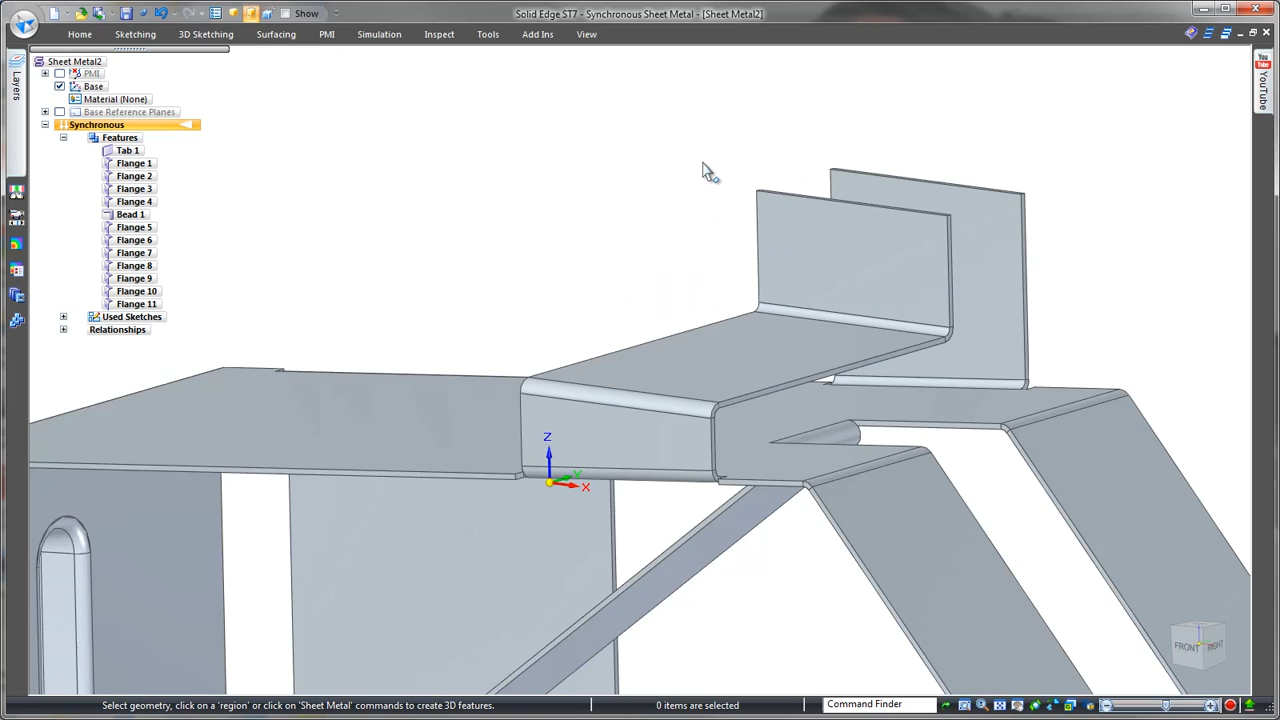 Solid Edge ST7 - Synchronous Sheet Metal - [Sheet Metal2]
Show
Home Sketching 3D Sketching Surfacing PMI Simulation Inspect Tools Add Ins View
Layers
Sheet Metal2
PMI
Base
Material (None)
Base Reference Planes
Synchronous
Features
Tab 1
Flange 1
Flange 2
Flange 3
Flange 4
Bead 1
Flange 5
Flange 6
Flange 7
Flange 8
Flange 9
Flange 10
Flange 11
Used Sketches
Relationships
You Tube
YouTube
Z
Y
X
FRONT RIGHT
Select geometry, click on a 'region' or click on 'Sheet Metal' commands to create 3D features.
0 items are selected
Command Finder